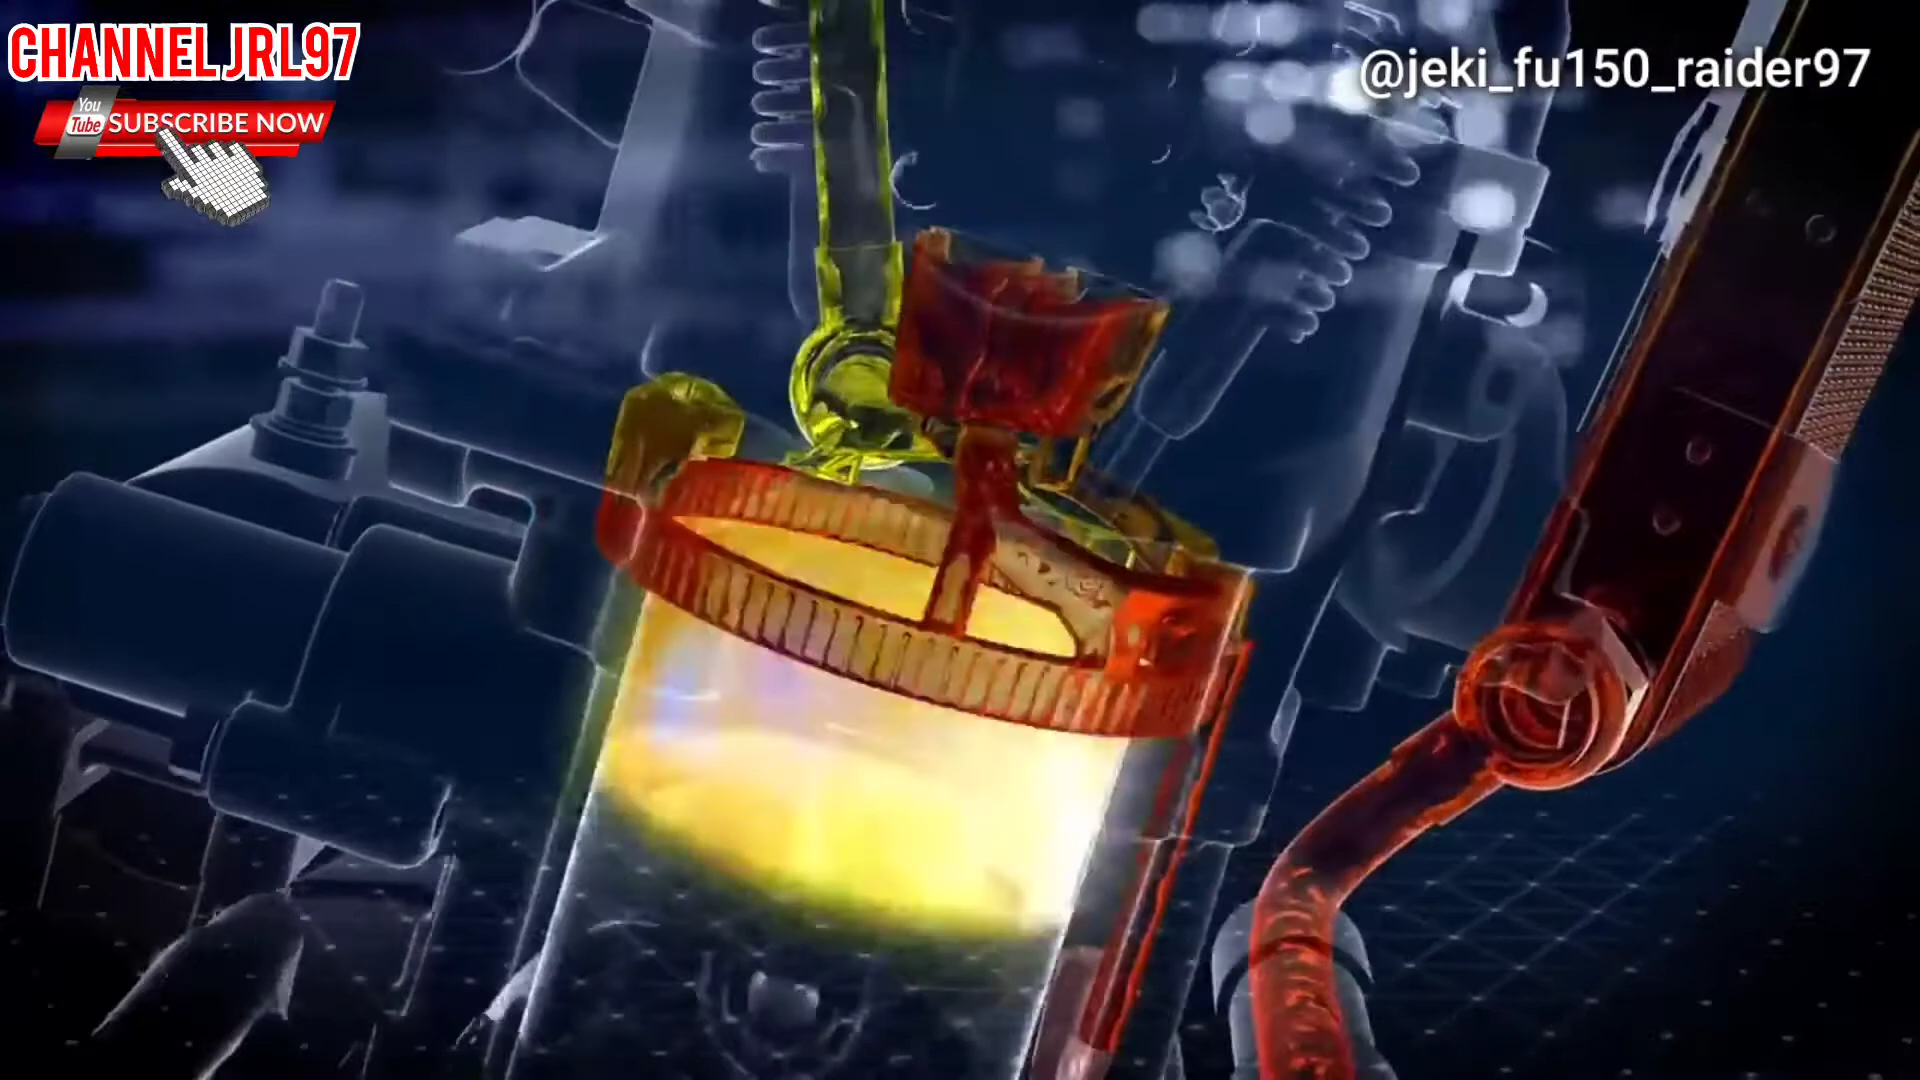 CHANNEL JRL97
You
Tube
SUBSCRIBE NOW
@jeki_fu150_raider97